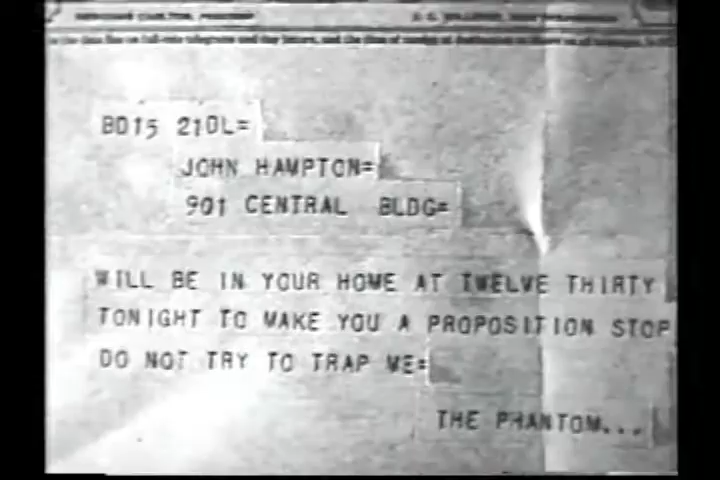 BD15 21DL=
JOHN HAMPTON=
901 CENTRAL BLDG=
WILL BE IN YOUR HOME AT TWELVE THIRTY
TONIGHT TO MAKE YOU A PROPOSITION STOP
DO NOT TRY TO TRAP ME=
THE PHANTOM...